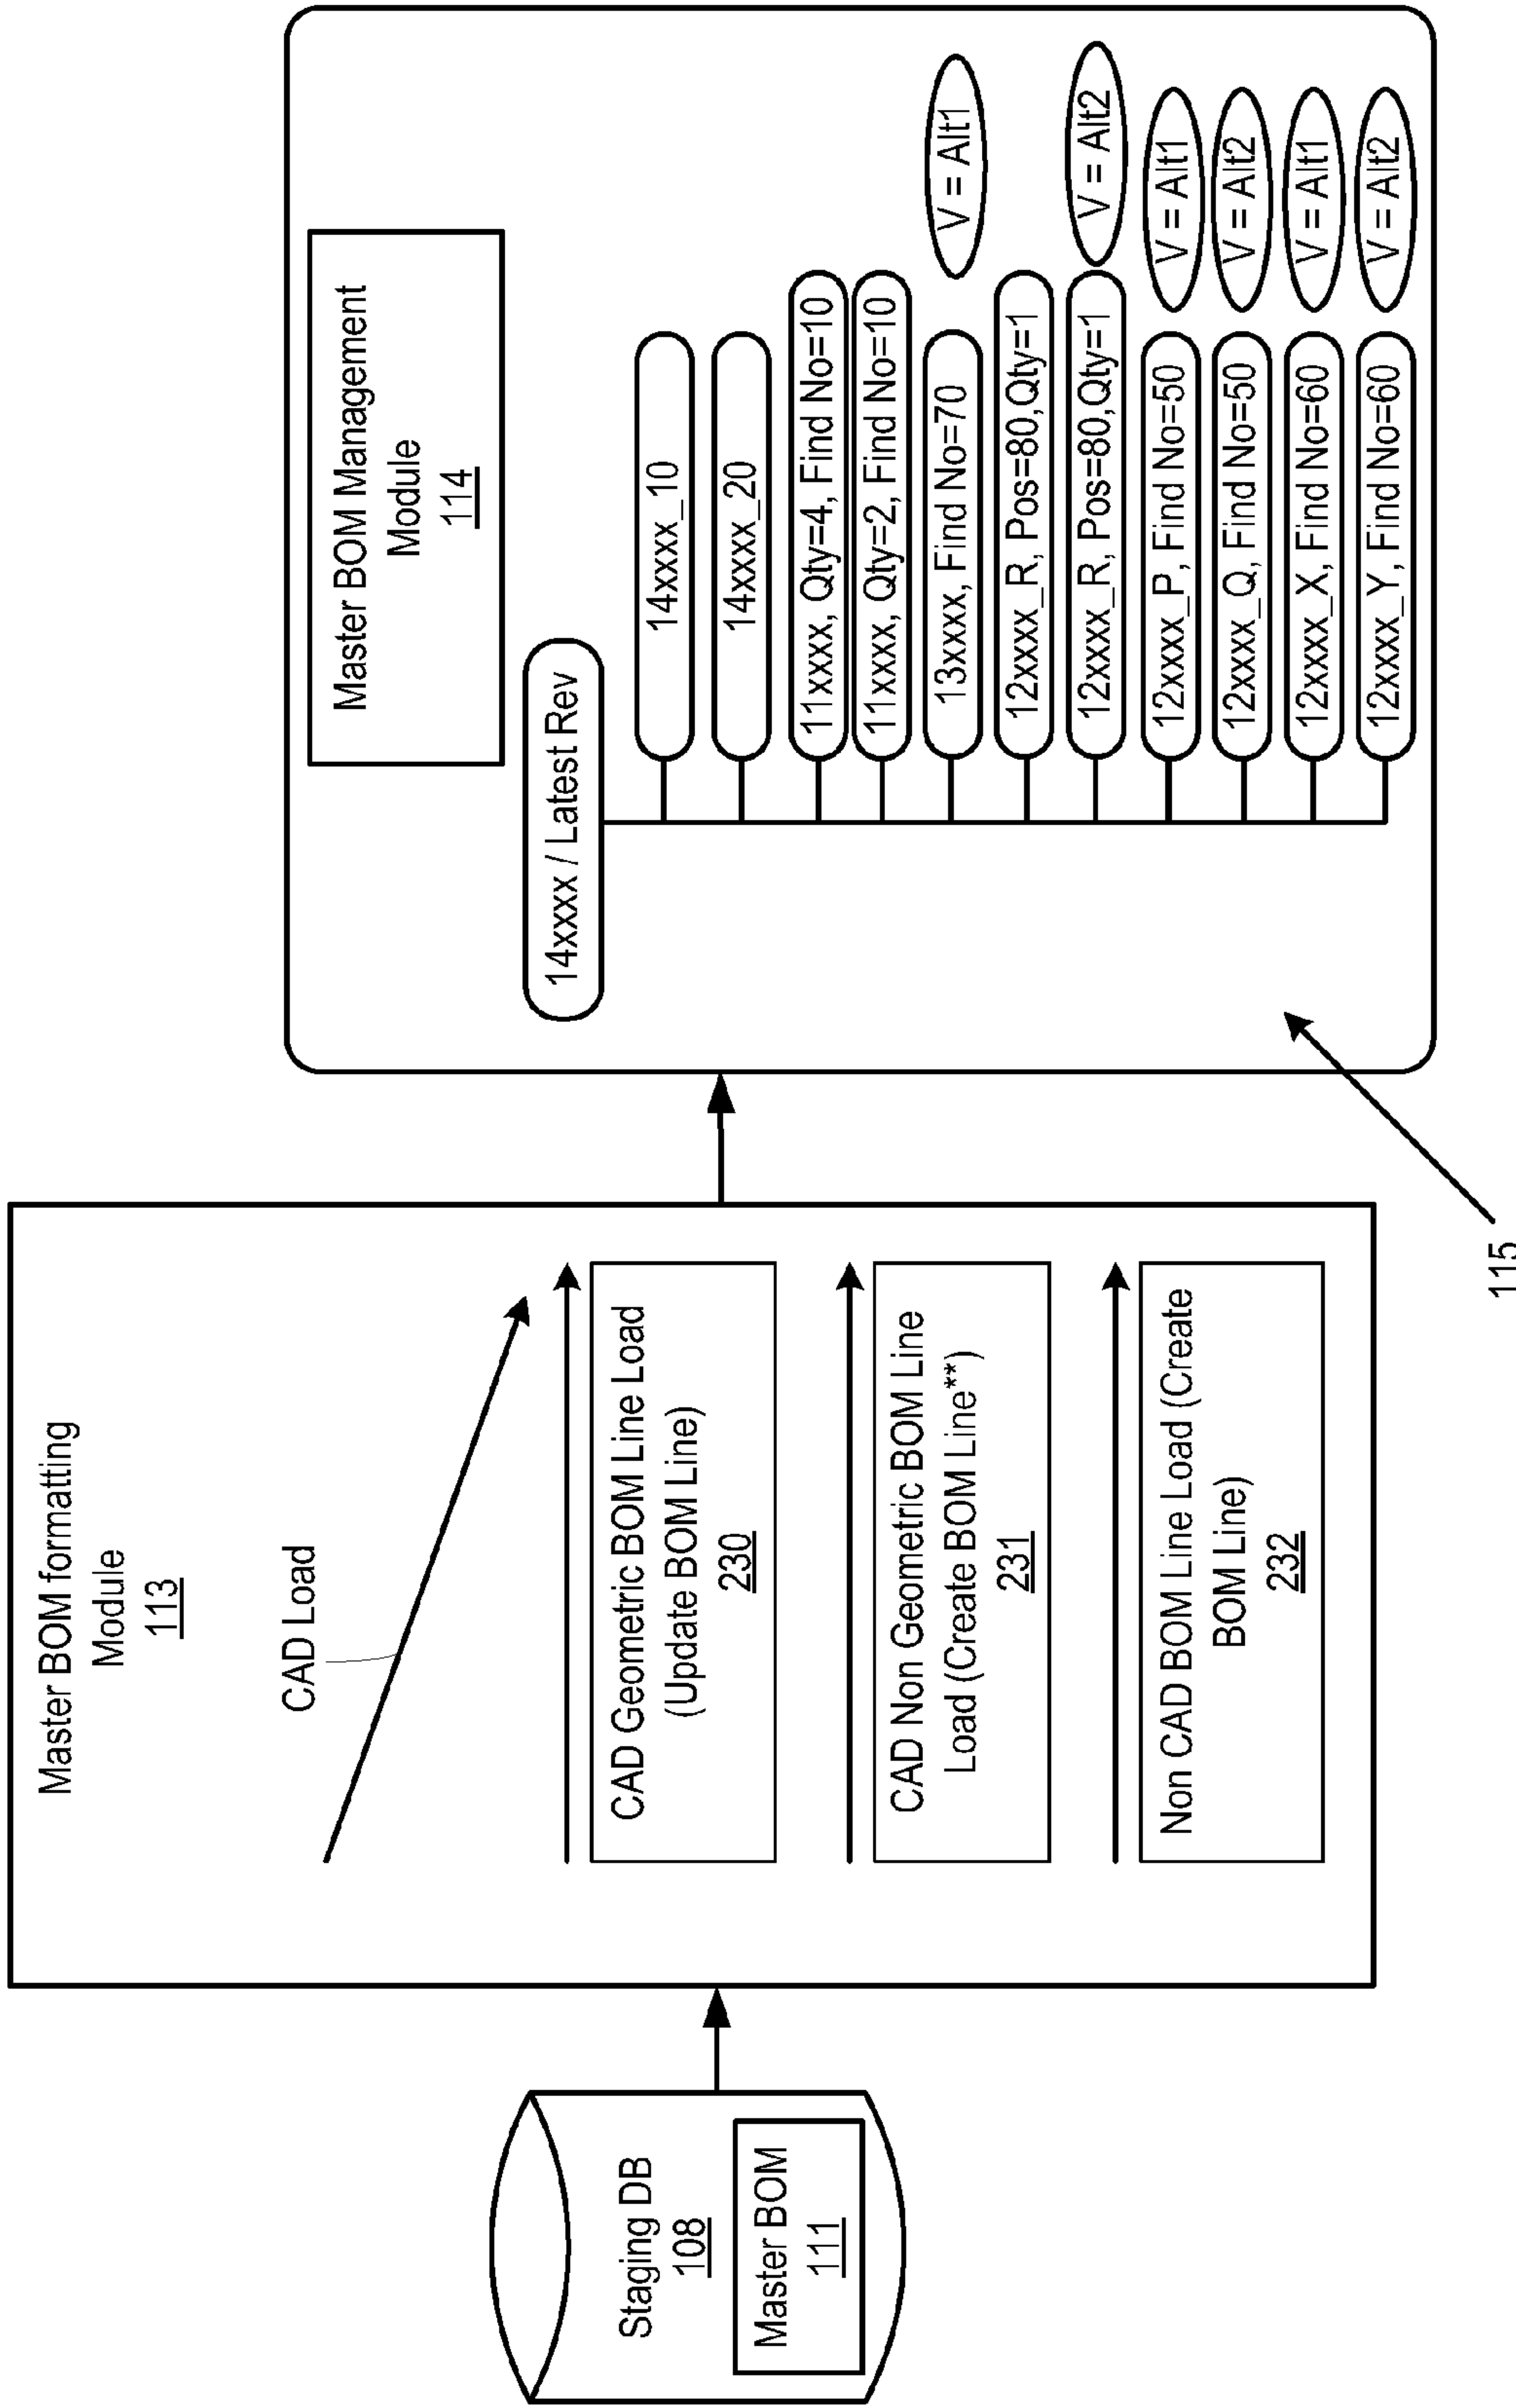 Staging DB
108
Master BOM
111
Master BOM formatting
Module
113
CAD Load
CAD Geometric BOM Line Load
(Update BOM Line)
230
CAD Non Geometric BOM Line
Load (Create BOM Line**)
231
Non CAD BOM Line Load (Create
BOM Line)
232
Master BOM Management
Module
114
14xxxx / Latest Rev
14xxxx_10
14xxxx_20
11xxxx, Qty=4, Find No=10
11xxxx, Qty=2, Find No=10
13xxxx, Find No=70
V = Alt1
12xxxx_R, Pos=80,Qty=1
12xxxx_R, Pos=80,Qty=1
V = Alt2
12xxxx_P, Find No=50
V = Alt1
12xxxx_Q, Find No=50
V = Alt2
12xxxx_X, Find No=60
V = Alt1
12xxxx_Y, Find No=60
V = Alt2
115